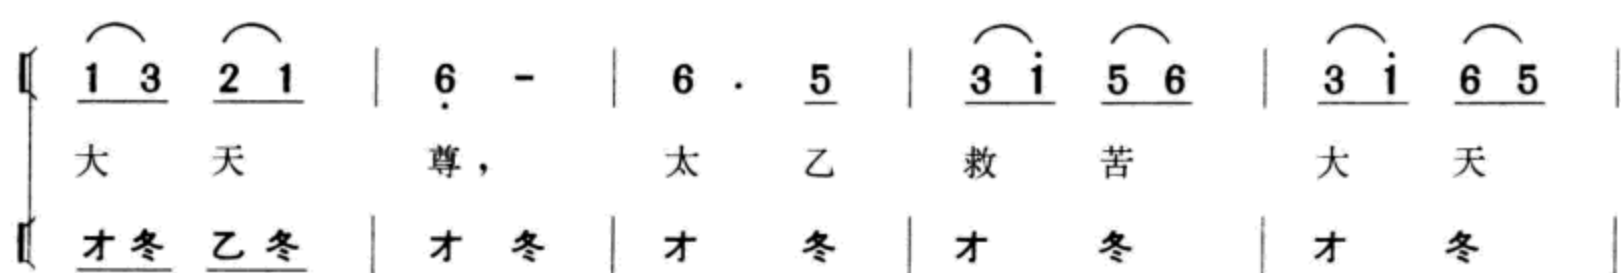 1 3 2 1 | 6̣ - | 6 . 5 | 3 i̇ 5 6 | 3 i̇ 6 5 |
大 天 尊， 太 乙 救 苦 大 天
才 冬 乙 冬 | 才 冬 | 才 冬 | 才 冬 | 才 冬 |